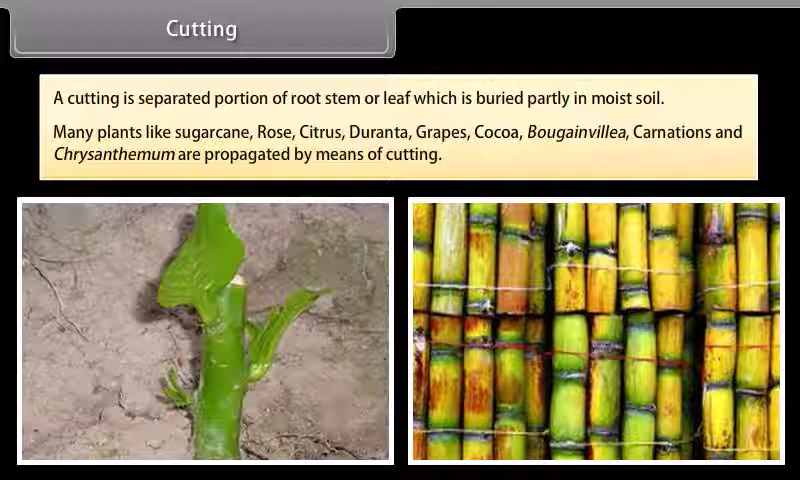 Cutting
A cutting is separated portion of root stem or leaf which is buried partly in moist soil.
Many plants like sugarcane, Rose, Citrus, Duranta, Grapes, Cocoa, Bougainvillea, Carnations and
Chrysanthemum are propagated by means of cutting.